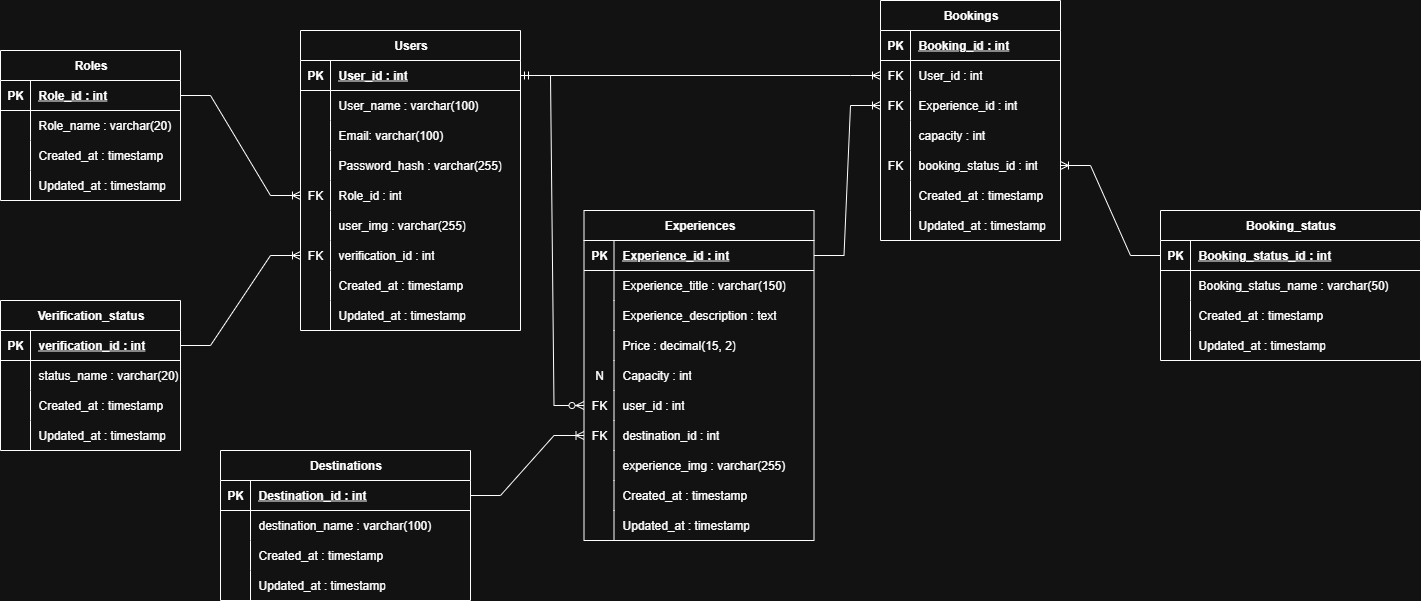 Roles
PK Role_id : int
Role_name : varchar(20)
Created_at : timestamp
Updated_at : timestamp
Verification_status
PK verification_id : int
status_name : varchar(20)
Created_at : timestamp
Updated_at : timestamp
Users
PK User_id : int
User_name : varchar(100)
Email: varchar(100)
Password_hash : varchar(255)
FK Role_id : int
user_img : varchar(255)
FK verification_id : int
Created_at : timestamp
Updated_at : timestamp
Destinations
PK Destination_id : int
destination_name : varchar(100)
Created_at : timestamp
Updated_at : timestamp
Experiences
PK Experience_id : int
Experience_title : varchar(150)
Experience_description : text
Price : decimal(15, 2)
N Capacity : int
FK user_id : int
FK destination_id : int
experience_img : varchar(255)
Created_at : timestamp
Updated_at : timestamp
Bookings
PK Booking_id : int
FK User_id : int
FK Experience_id : int
capacity : int
FK booking_status_id : int
Created_at : timestamp
Updated_at : timestamp
Booking_status
PK Booking_status_id : int
Booking_status_name : varchar(50)
Created_at : timestamp
Updated_at : timestamp